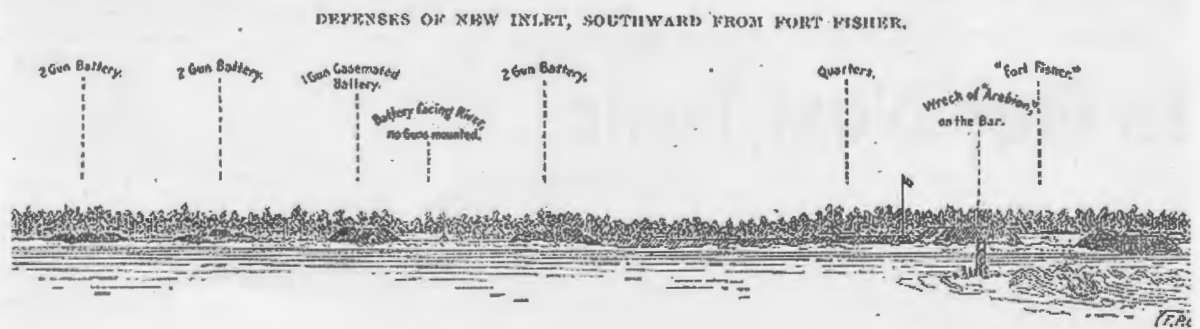 DEFENSES OF NEW INLET, SOUTHWARD FROM FORT FISHER.
2 Gun Battery.
2 Gun Battery.
1 Gun Casemated
Battery.
Battery facing River,
no Guns mounted.
2 Gun Battery.
Quarters.
Wreck of "Arabian,"
on the Bar.
"Fort Fisher."